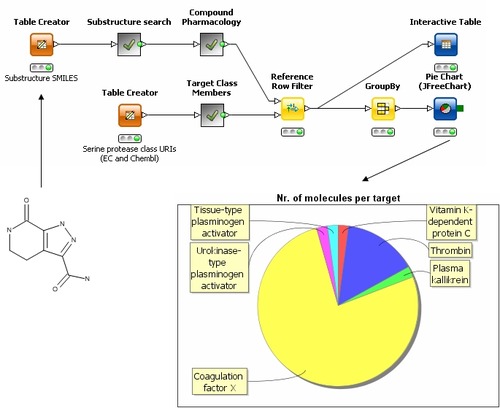 Table Creator
Substructure search
Compound
Pharmacology
Interactive Table
Substructure SMILES
Table Creator
Target Class
Members
Reference
Row Filter
GroupBy
Pie Chart
(JFreeChart)
Serine protease class URIs
(EC and Chembl)
Nr. of molecules per target
Tissue-type
plasminogen
activator
Vitamin K-
dependent
protein C
Urokinase-
type
plasminogen
activator
Thrombin
Plasma
kallikrein
Coagulation
factor X
O
N
N
N
N
O
N